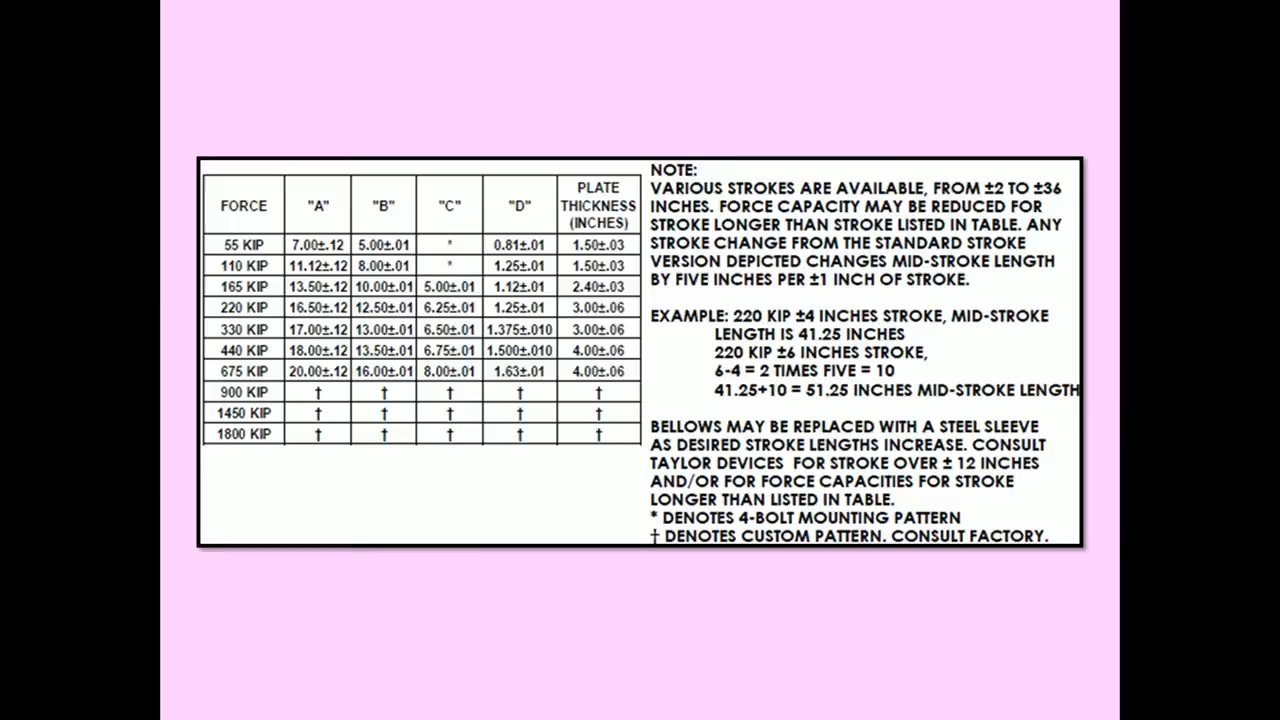 FORCE "A" "B" "C" "D" PLATE THICKNESS (INCHES)
55 KIP 7.00±.12 5.00±.01 * 0.81±.01 1.50±.03
110 KIP 11.12±.12 8.00±.01 * 1.25±.01 1.50±.03
165 KIP 13.50±.12 10.00±.01 5.00±.01 1.12±.01 2.40±.03
220 KIP 16.50±.12 12.50±.01 6.25±.01 1.25±.01 3.00±.06
330 KIP 17.00±.12 13.00±.01 6.50±.01 1.375±.010 3.00±.06
440 KIP 18.00±.12 13.50±.01 6.75±.01 1.500±.010 4.00±.06
675 KIP 20.00±.12 16.00±.01 8.00±.01 1.63±.01 4.00±.06
900 KIP † † † † †
1450 KIP † † † † †
1800 KIP † † † † †
NOTE:
VARIOUS STROKES ARE AVAILABLE, FROM ±2 TO ±36
INCHES. FORCE CAPACITY MAY BE REDUCED FOR
STROKE LONGER THAN STROKE LISTED IN TABLE. ANY
STROKE CHANGE FROM THE STANDARD STROKE
VERSION DEPICTED CHANGES MID-STROKE LENGTH
BY FIVE INCHES PER ±1 INCH OF STROKE.
EXAMPLE: 220 KIP ±4 INCHES STROKE, MID-STROKE
LENGTH IS 41.25 INCHES
220 KIP ±6 INCHES STROKE,
6-4 = 2 TIMES FIVE = 10
41.25+10 = 51.25 INCHES MID-STROKE LENGTH
BELLOWS MAY BE REPLACED WITH A STEEL SLEEVE
AS DESIRED STROKE LENGTHS INCREASE. CONSULT
TAYLOR DEVICES FOR STROKE OVER ± 12 INCHES
AND/OR FOR FORCE CAPACITIES FOR STROKE
LONGER THAN LISTED IN TABLE.
* DENOTES 4-BOLT MOUNTING PATTERN
† DENOTES CUSTOM PATTERN. CONSULT FACTORY.